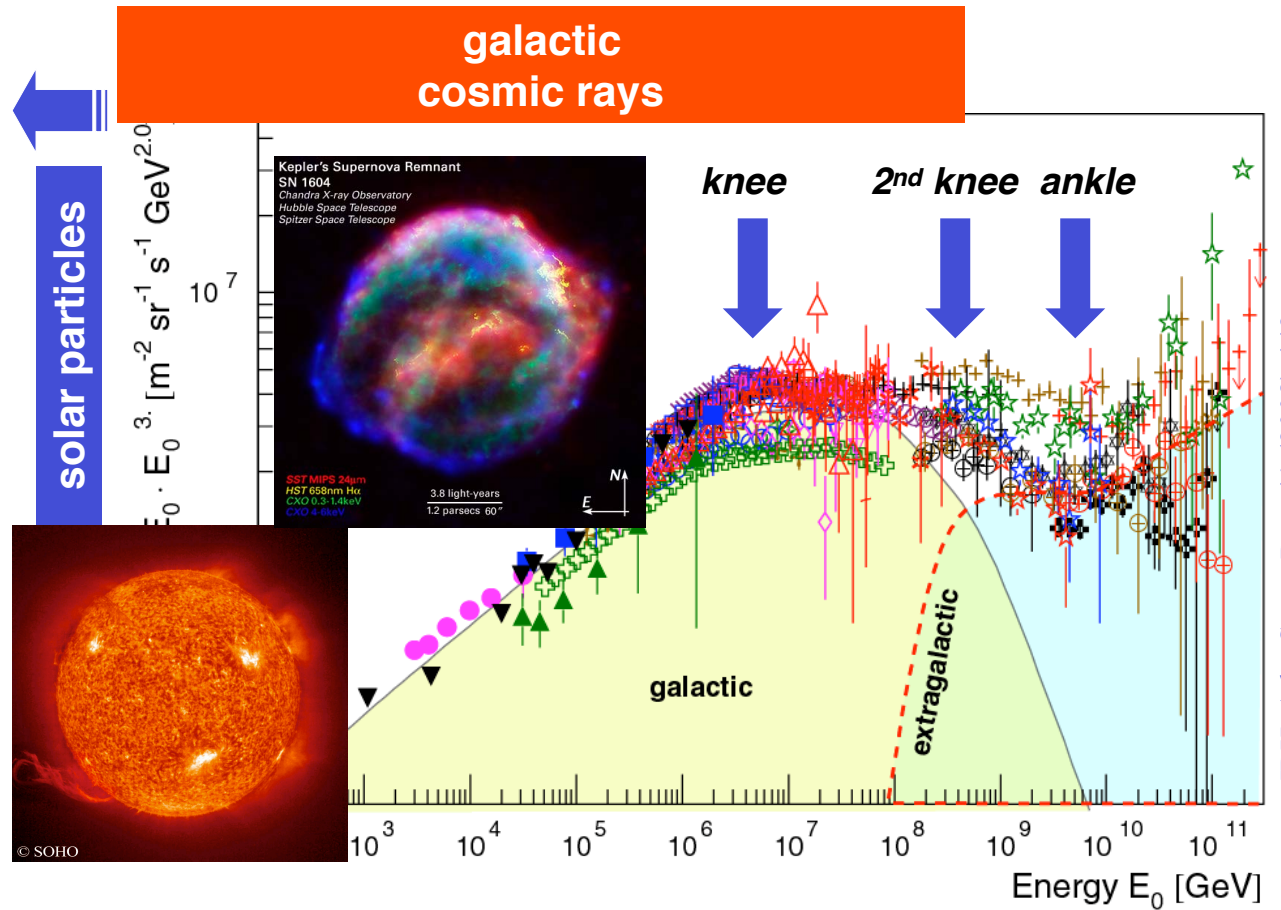 galactic
cosmic rays
solar particles
E₀ · E₀ ³· [m⁻² sr⁻¹ s⁻¹ GeV²·⁰
10 ⁷
Kepler's Supernova Remnant
SN 1604
Chandra X-ray Observatory
Hubble Space Telescope
Spitzer Space Telescope
SST MIPS 24µm
HST 658nm Hα
CXO 0.3-1.4keV
CXO 4-6keV
3.8 light-years
1.2 parsecs 60"
N
E
knee
2nd knee
ankle
galactic
extragalactic
© SOHO
10 ³ 10 ⁴ 10 ⁵ 10 ⁶ 10 ⁷ 10 ⁸ 10 ⁹ 10 ¹⁰ 10 ¹¹
Energy E₀ [GeV]